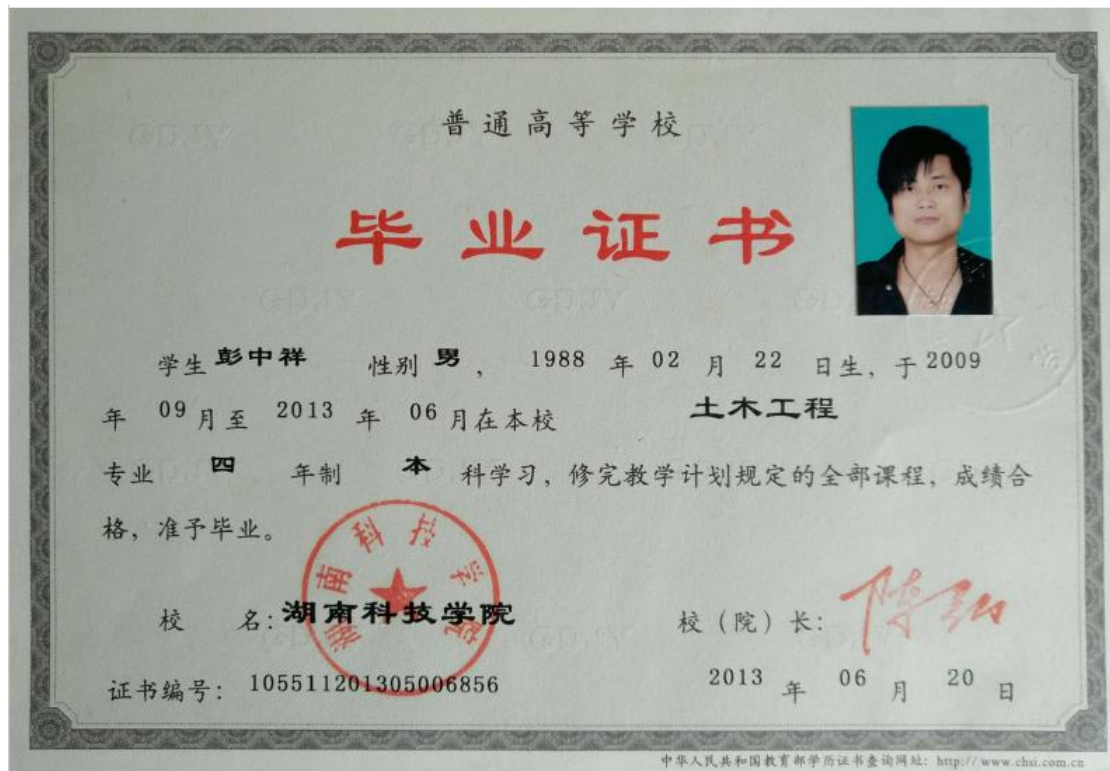 普通高等学校
毕业证书
学生 彭中祥 性别 男 ， 1988 年 02 月 22 日生，于 2009
年 09 月至 2013 年 06 月在本校 土木工程
专业 四 年制 本 科学习，修完教学计划规定的全部课程，成绩合
格，准予毕业。
湖南科技学院
校 名：湖南科技学院 校（院）长：
证书编号： 105511201305006856 2013 年 06 月 20 日
中华人民共和国教育部学历证书查询网址：http://www.chsi.com.cn